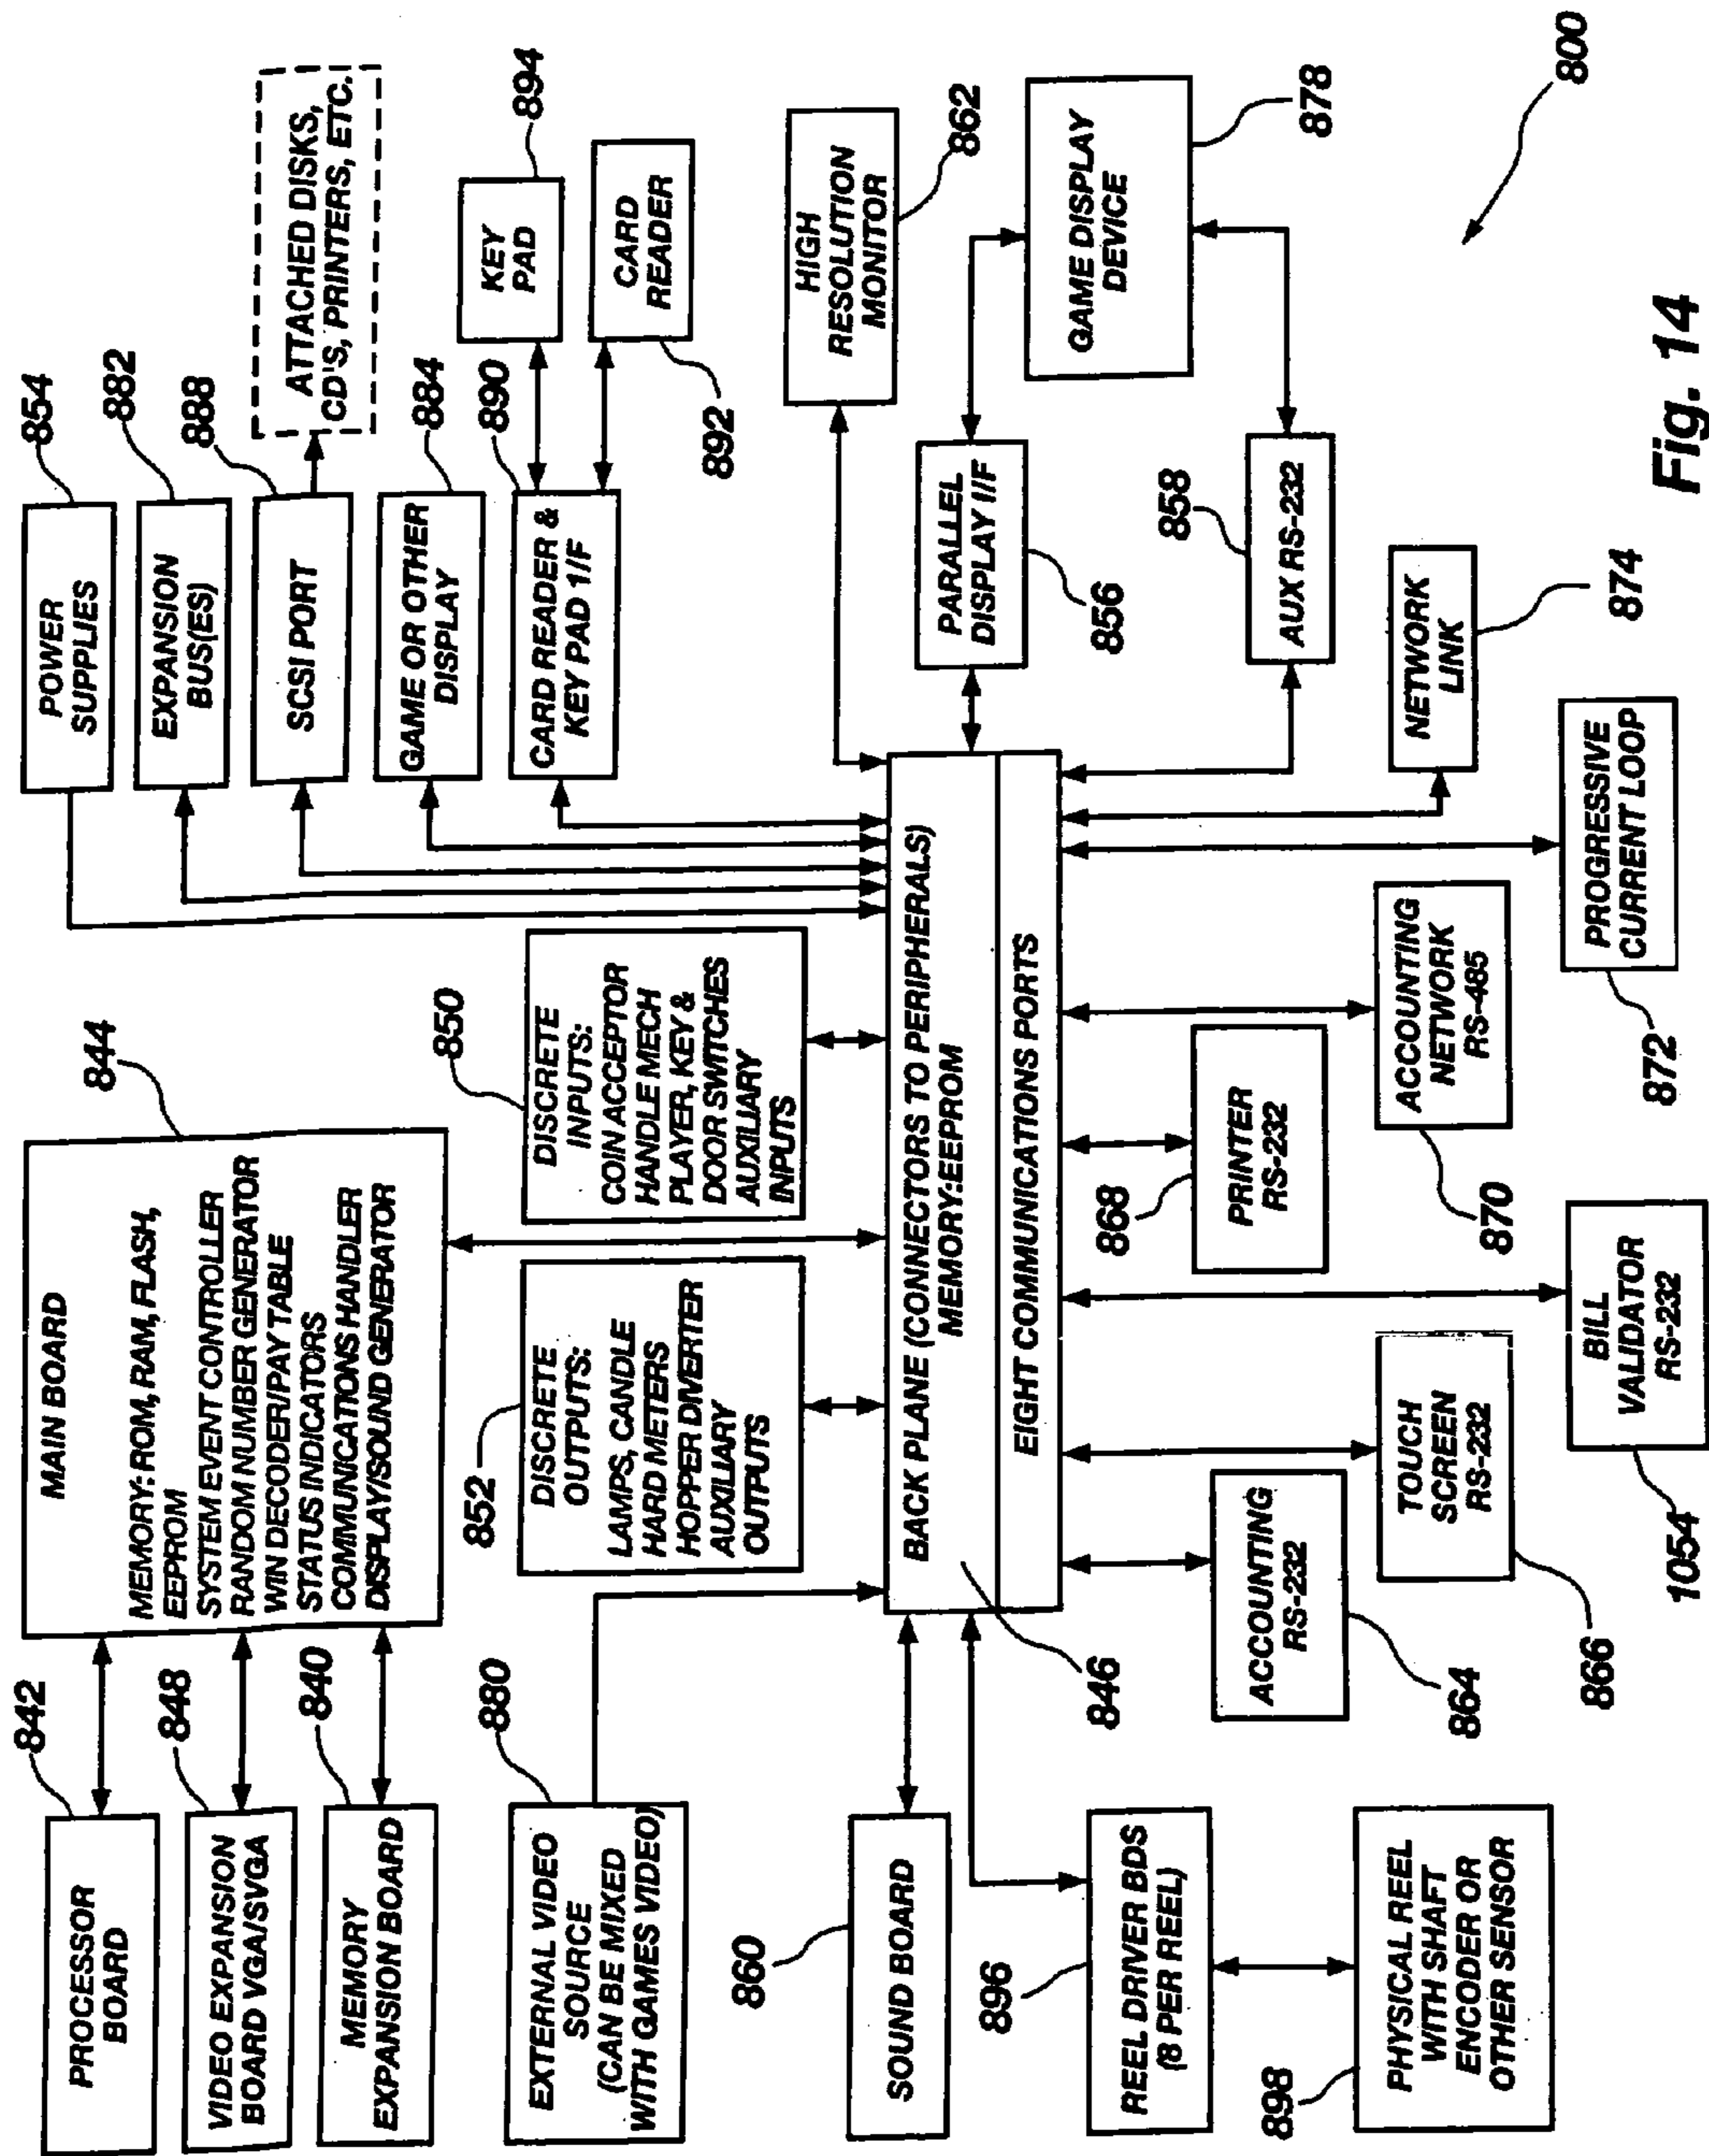 842
PROCESSOR
BOARD
848
VIDEO EXPANSION
BOARD VGA/SVGA
840
MEMORY
EXPANSION BOARD
844
MAIN BOARD
MEMORY: ROM, RAM, FLASH,
EEPROM
SYSTEM EVENT CONTROLLER
RANDOM NUMBER GENERATOR
WIN DECODER/PAY TABLE
STATUS INDICATORS
COMMUNICATIONS HANDLER
DISPLAY/SOUND GENERATOR
854
POWER
SUPPLIES
882
EXPANSION
BUS(ES)
888
SCSI PORT
ATTACHED DISKS,
CD'S, PRINTERS, ETC.
884
GAME OR OTHER
DISPLAY
890
CARD READER &
KEY PAD 1/F
KEY
PAD
894
CARD
READER
892
880
EXTERNAL VIDEO
SOURCE
(CAN BE MIXED
WITH GAMES VIDEO)
852
DISCRETE
OUTPUTS:
LAMPS, CANDLE
HARD METERS
HOPPER DIVERTER
AUXILIARY
OUTPUTS
850
DISCRETE
INPUTS:
COIN ACCEPTOR
HANDLE MECH
PLAYER, KEY &
DOOR SWITCHES
AUXILIARY
INPUTS
HIGH
RESOLUTION
MONITOR
862
860
SOUND BOARD
BACK PLANE (CONNECTORS TO PERIPHERALS)
MEMORY:EEPROM
EIGHT COMMUNICATIONS PORTS
846
PARALLEL
DISPLAY I/F
856
GAME DISPLAY
DEVICE
878
896
REEL DRIVER BDS
(8 PER REEL)
898
PHYSICAL REEL
WITH SHAFT
ENCODER OR
OTHER SENSOR
ACCOUNTING
RS-232
864
TOUCH
SCREEN
RS-232
866
BILL
VALIDATOR
RS-232
1054
868
PRINTER
RS-232
ACCOUNTING
NETWORK
RS-485
870
PROGRESSIVE
CURRENT LOOP
872
NETWORK
LINK
874
858
AUX RS-232
800
Fig. 14